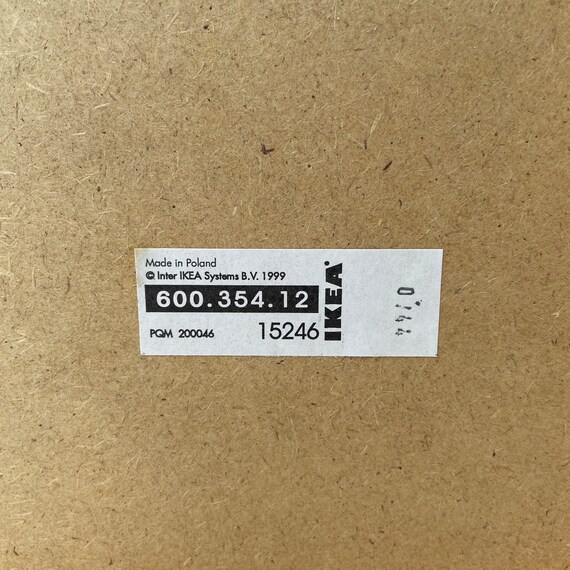 Made in Poland
© Inter IKEA Systems B.V. 1999
600.354.12
PQM 200046
15246
IKEA®